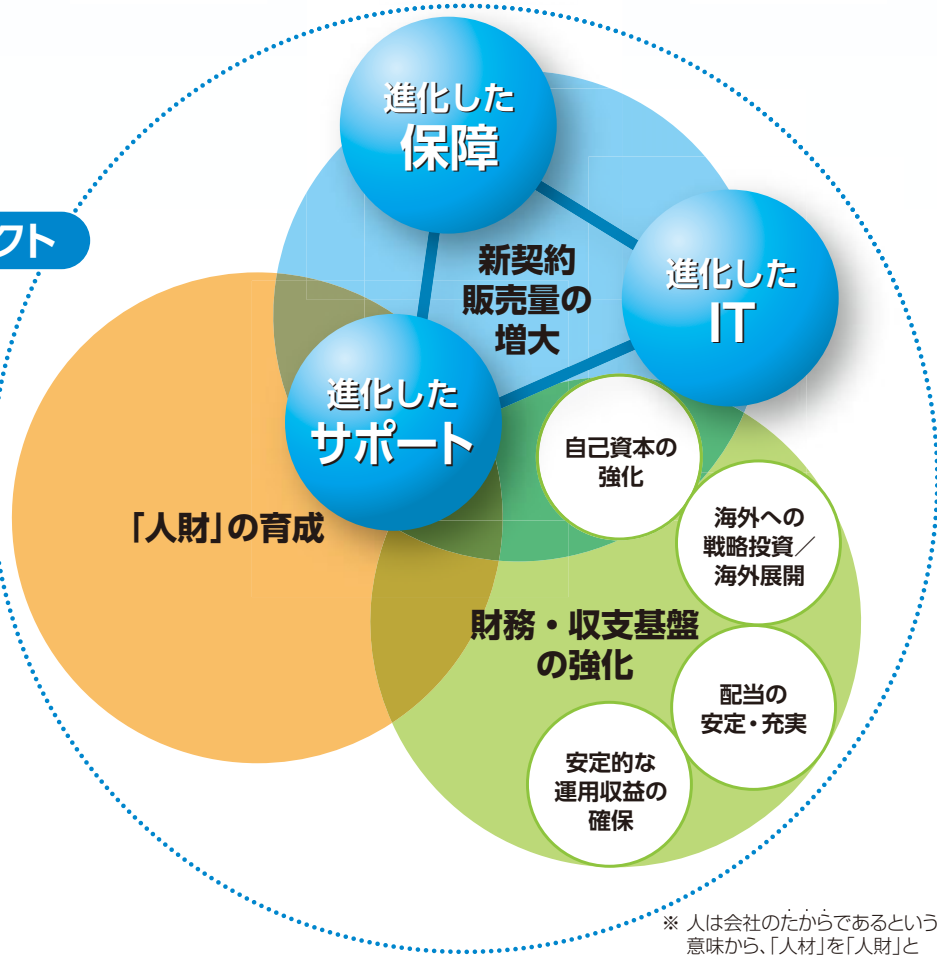 進化した
保障
クト
新契約
販売量の
増大
進化した
IT
進化した
サポート
自己資本の
強化
「人財」の育成
海外への
戦略投資／
海外展開
財務・収支基盤
の強化
配当の
安定・充実
安定的な
運用収益の
確保
※ 人は会社のたからであるという
意味から、「人材」を「人財」と